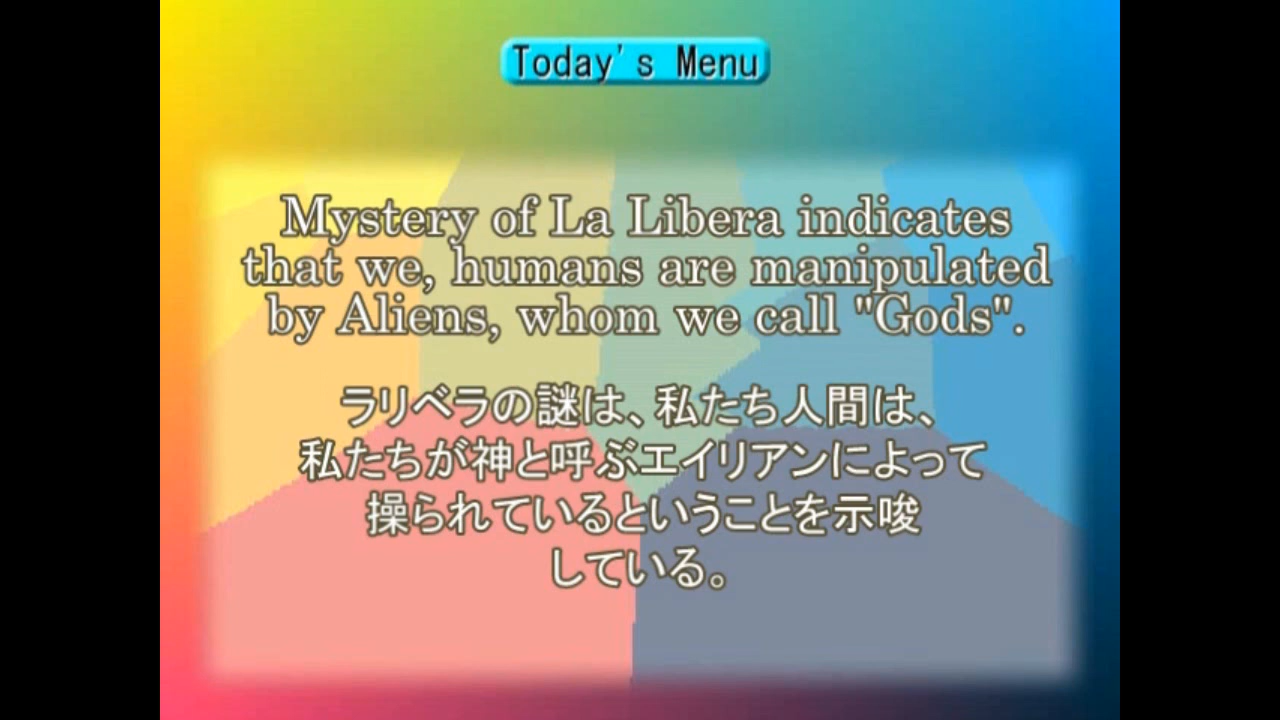 Today's Menu
Mystery of La Libera indicates
that we, humans are manipulated
by Aliens, whom we call "Gods".
ラリベラの謎は、私たち人間は、
私たちが神と呼ぶエイリアンによって
操られているということを示唆
している。